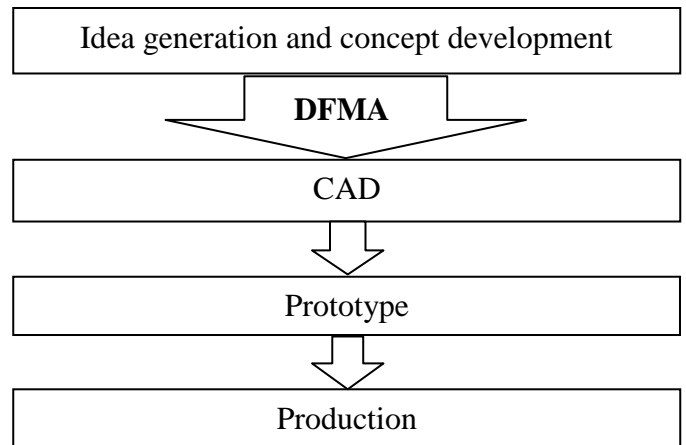 Idea generation and concept development
DFMA
CAD
Prototype
Production